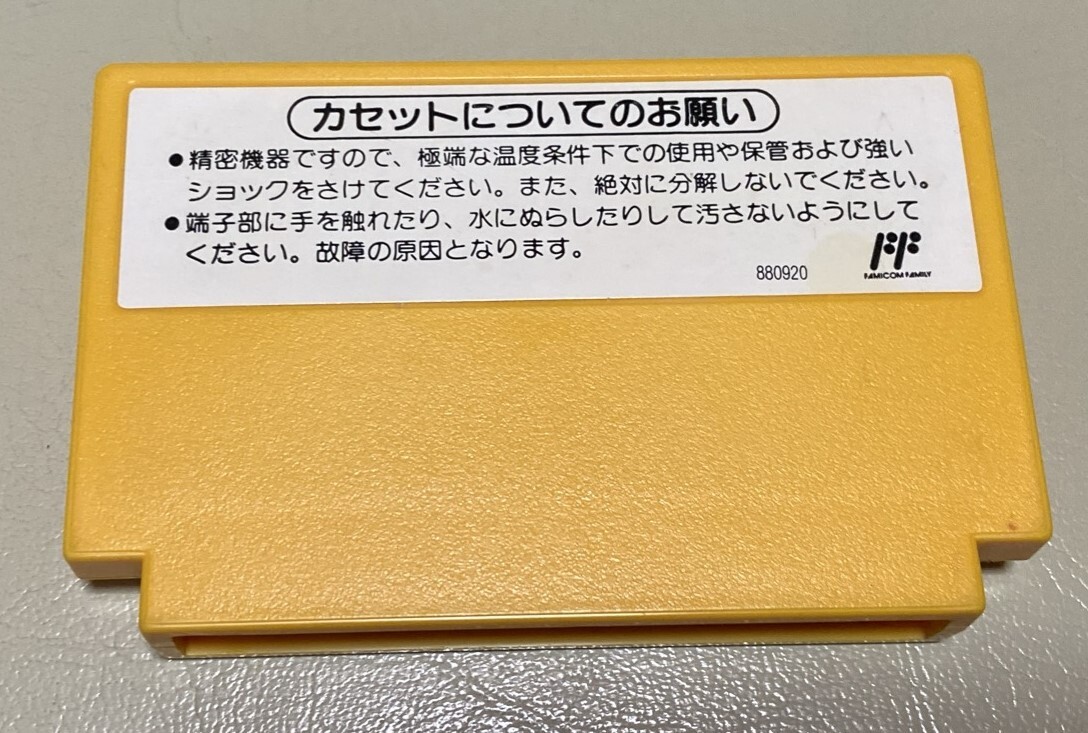 カセットについてのお願い
●精密機器ですので、極端な温度条件下での使用や保管および強い
ショックをさけてください。また、絶対に分解しないでください。
●端子部に手を触れたり、水にぬらしたりして汚さないようにして
ください。故障の原因となります。
880920
FF
FAMICOM FAMILY